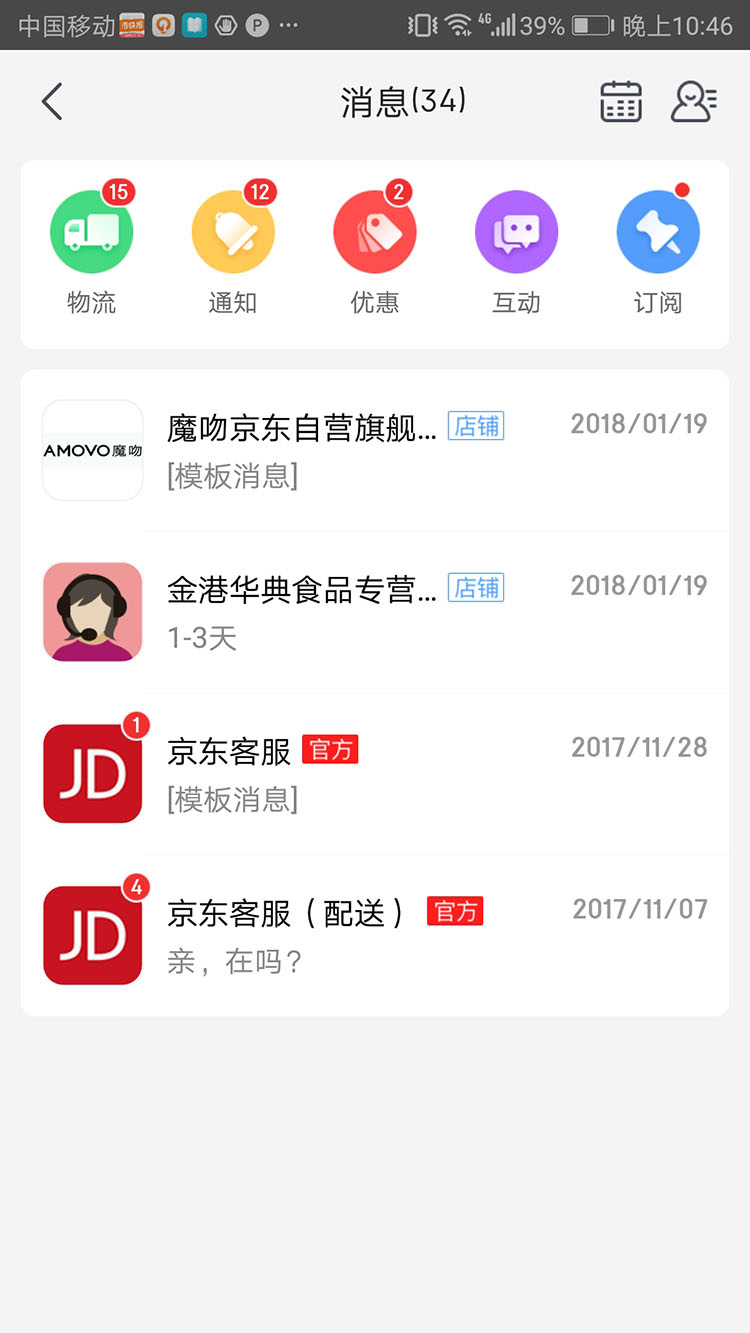 中国移动 P ... 4G 39% 晚上10:46
消息(34)
15 12 2
物流 通知 优惠 互动 订阅
AMOVO魔吻
魔吻京东自营旗舰... 店铺 2018/01/19
[模板消息]
金港华典食品专营... 店铺 2018/01/19
1-3天
1
JD
京东客服 官方 2017/11/28
[模板消息]
4
JD
京东客服（配送） 官方 2017/11/07
亲，在吗？